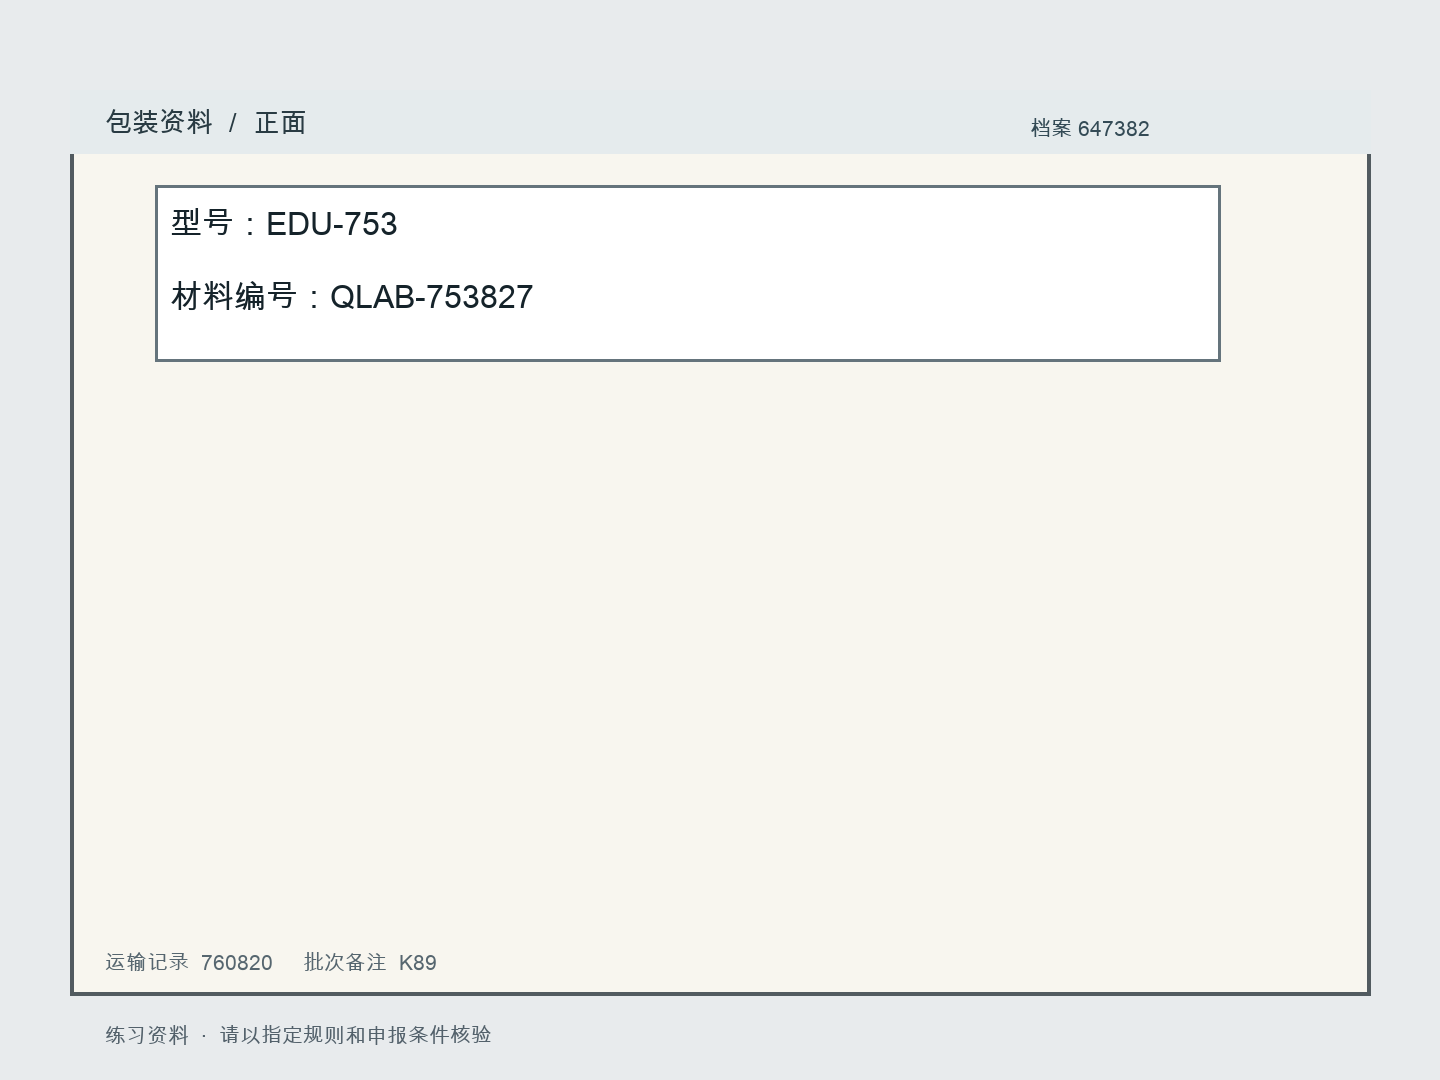 包装资料 / 正面
档案 647382
型号：EDU-753
材料编号：QLAB-753827
运输记录 760820 批次备注 K89
练习资料 · 请以指定规则和申报条件核验